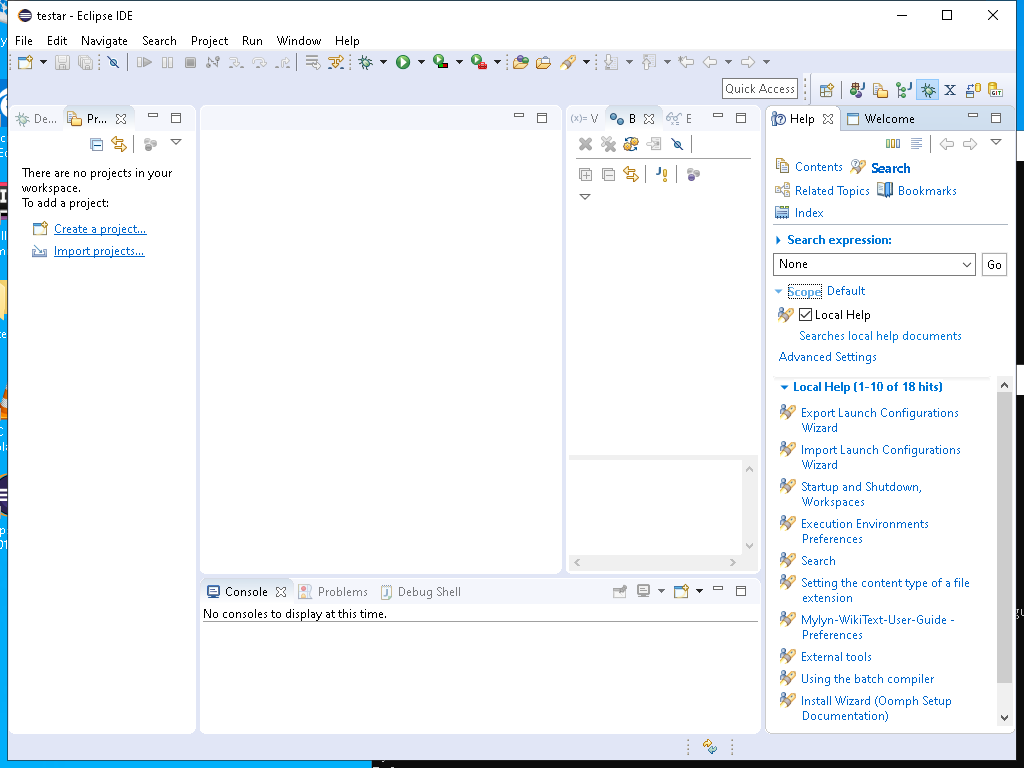 testar - Eclipse IDE
File Edit Navigate Search Project Run Window Help
Quick Access
De...
Pr...
There are no projects in your
workspace.
To add a project:
Create a project...
Import projects...
(x)= V
B
E
Console
Problems
Debug Shell
No consoles to display at this time.
Help
Welcome
Contents
Search
Related Topics
Bookmarks
Index
Search expression:
None
Go
Scope Default
Local Help
Searches local help documents
Advanced Settings
Local Help (1-10 of 18 hits)
Export Launch Configurations
Wizard
Import Launch Configurations
Wizard
Startup and Shutdown,
Workspaces
Execution Environments
Preferences
Search
Setting the content type of a file
extension
Mylyn-WikiText-User-Guide -
Preferences
External tools
Using the batch compiler
Install Wizard (Oomph Setup
Documentation)